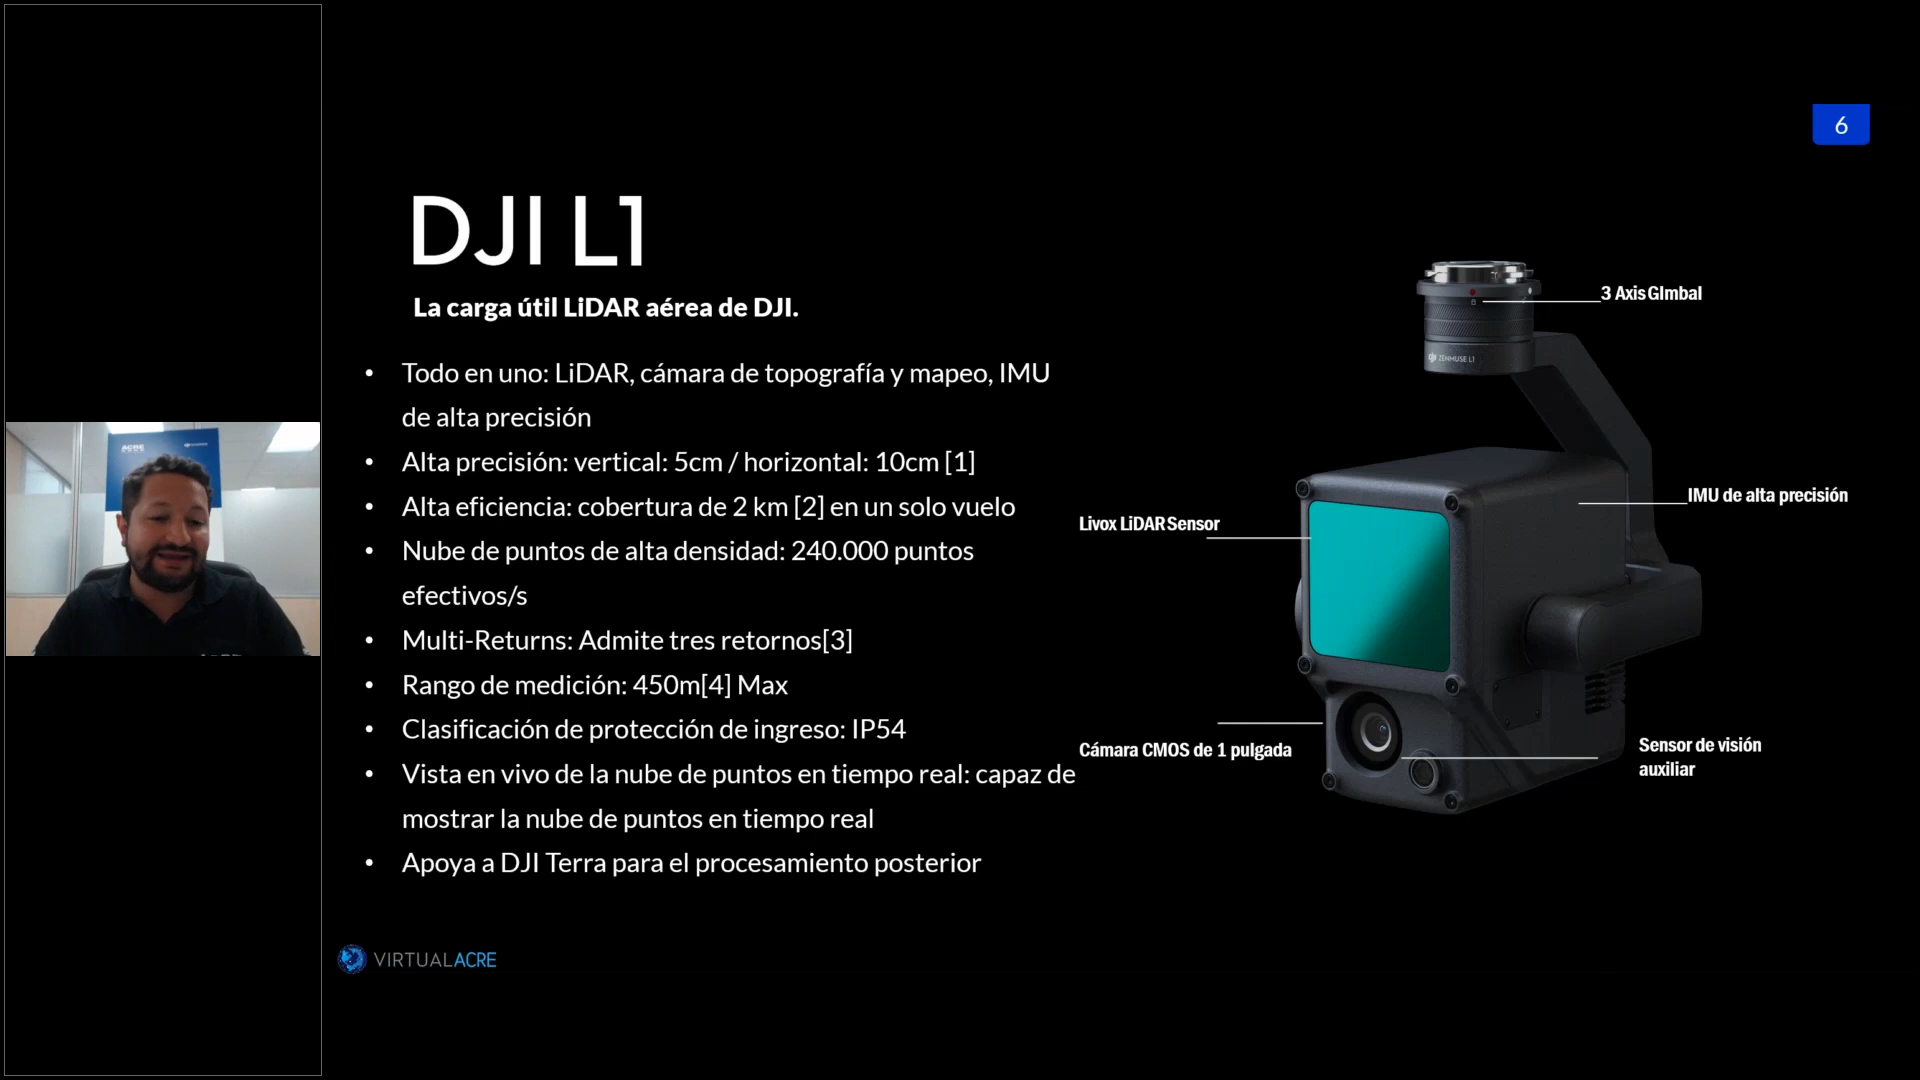 6
DJI L1
La carga útil LiDAR aérea de DJI.
• Todo en uno: LiDAR, cámara de topografía y mapeo, IMU
de alta precisión
• Alta precisión: vertical: 5cm / horizontal: 10cm [1]
• Alta eficiencia: cobertura de 2 km [2] en un solo vuelo
• Nube de puntos de alta densidad: 240.000 puntos
efectivos/s
• Multi-Returns: Admite tres retornos[3]
• Rango de medición: 450m[4] Max
• Clasificación de protección de ingreso: IP54
• Vista en vivo de la nube de puntos en tiempo real: capaz de
mostrar la nube de puntos en tiempo real
• Apoya a DJI Terra para el procesamiento posterior
3 Axis GImbal
ZENMUSE L1
IMU de alta precisión
Livox LiDAR Sensor
Cámara CMOS de 1 pulgada
Sensor de visión
auxiliar
ACRE
VIRTUALACRE